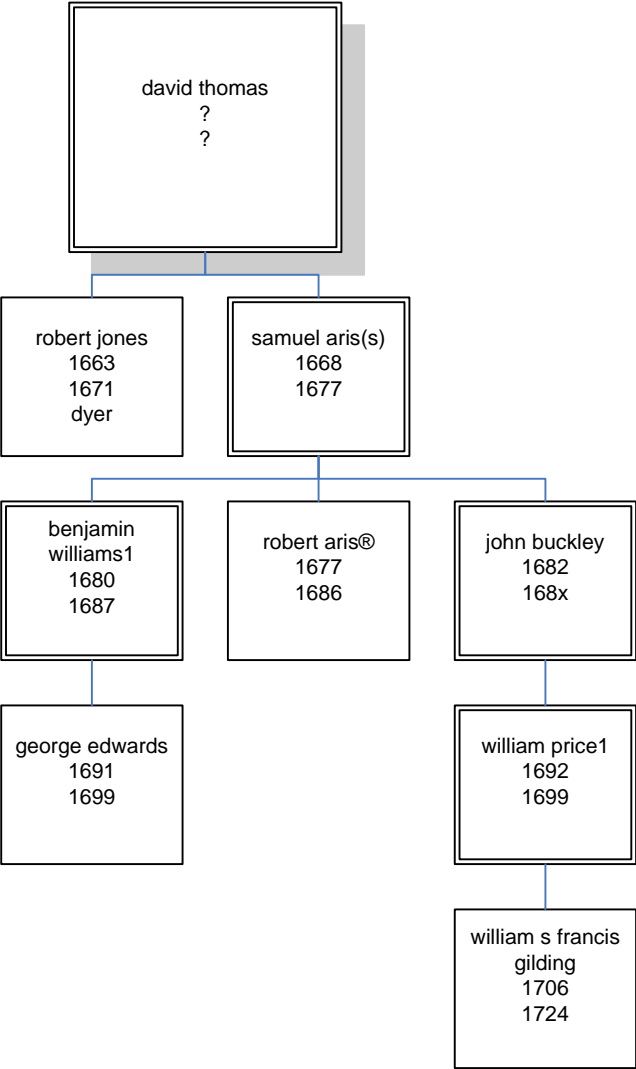 david thomas
?
?
robert jones
1663
1671
dyer
samuel aris(s)
1668
1677
benjamin
williams1
1680
1687
robert aris®
1677
1686
john buckley
1682
168x
george edwards
1691
1699
william price1
1692
1699
william s francis
gilding
1706
1724